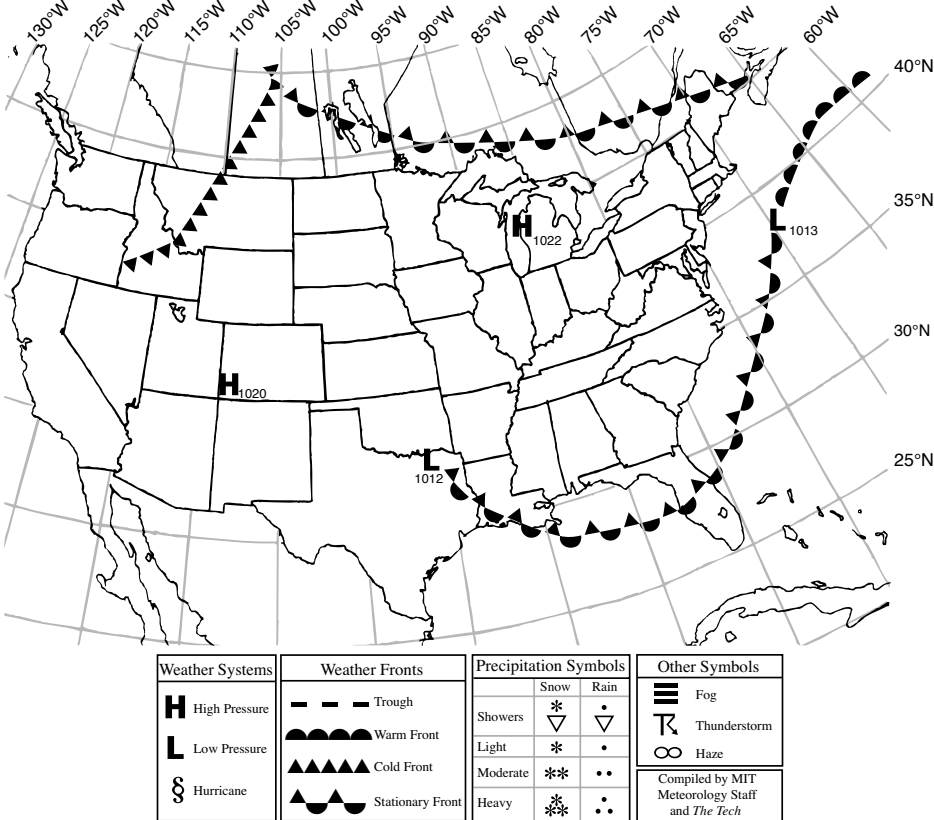 130°W 125°W 120°W 115°W 110°W 105°W 100°W 95°W 90°W 85°W 80°W 75°W 70°W 65°W 60°W
40°N
35°N
30°N
25°N
H 1022
L 1013
H 1020
L
1012
Weather Systems
H High Pressure
L Low Pressure
§ Hurricane
Weather Fronts
Trough
Warm Front
Cold Front
Stationary Front
Precipitation Symbols
Snow Rain
Showers
Light
Moderate
Heavy
Other Symbols
Fog
Thunderstorm
Haze
Compiled by MIT
Meteorology Staff
and The Tech